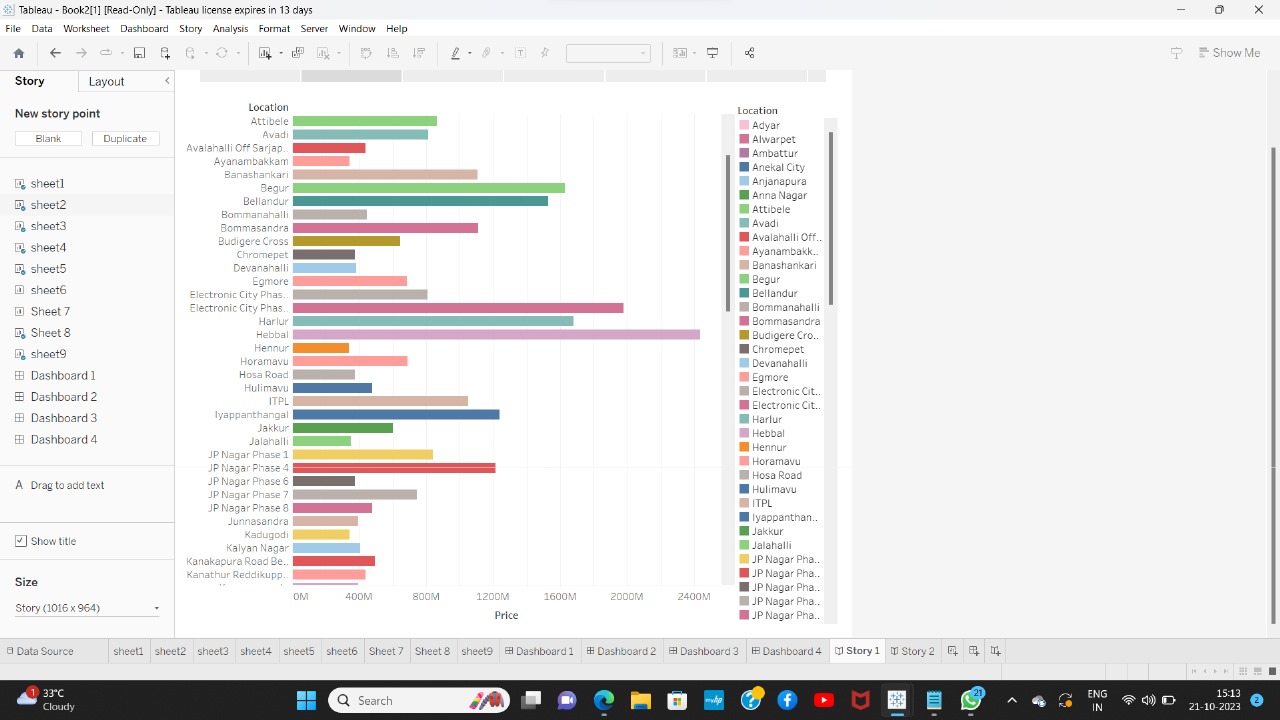 Tableau - Book2[1] [Read-Only] - Tableau license expires in 13 days
File Data Worksheet Dashboard Story Analysis Format Server Window Help
Show Me
Story Layout
New story point
Blank Duplicate
sheet1
sheet2
sheet3
sheet4
sheet5
sheet6
Sheet 7
Sheet 8
sheet9
Dashboard 1
Dashboard 2
Dashboard 3
Dashboard 4
A Drag to add text
Show title
Size
Story (1016 x 964)
Location
Attibele
Avadi
Avalahalli Off Sarjap..
Ayanambakkam
Banashankari
Begur
Bellandur
Bommanahalli
Bommasandra
Budigere Cross
Chromepet
Devanahalli
Egmore
Electronic City Phas..
Electronic City Phas..
Harlur
Hebbal
Hennur
Horamavu
Hosa Road
Hulimavu
ITPL
Iyappanthangal
Jakkur
Jalahalli
JP Nagar Phase 1
JP Nagar Phase 4
JP Nagar Phase 6
JP Nagar Phase 7
JP Nagar Phase 8
Junnasandra
Kadugodi
Kalyan Nagar
Kanakapura Road Be..
Kanathur Reddikupp..
0M 400M 800M 1200M 1600M 2000M 2400M
Price
Location
Adyar
Alwarpet
Ambattur
Anekal City
Anjanapura
Anna Nagar
Attibele
Avadi
Avalahalli Off..
Ayanambakk..
Banashankari
Begur
Bellandur
Bommanahalli
Bommasandra
Budigere Cro..
Chromepet
Devanahalli
Egmore
Electronic Cit..
Electronic Cit..
Harlur
Hebbal
Hennur
Horamavu
Hosa Road
Hulimavu
ITPL
Iyappanthan..
Jakkur
Jalahalli
JP Nagar Pha..
JP Nagar Pha..
JP Nagar Pha..
JP Nagar Pha..
JP Nagar Pha..
Data Source sheet1 sheet2 sheet3 sheet4 sheet5 sheet6 Sheet 7 Sheet 8 sheet9 Dashboard 1 Dashboard 2 Dashboard 3 Dashboard 4 Story 1 Story 2
1 33°C
Cloudy
Search
myhp
21
ENG
IN
15:13
21-10-2023
2